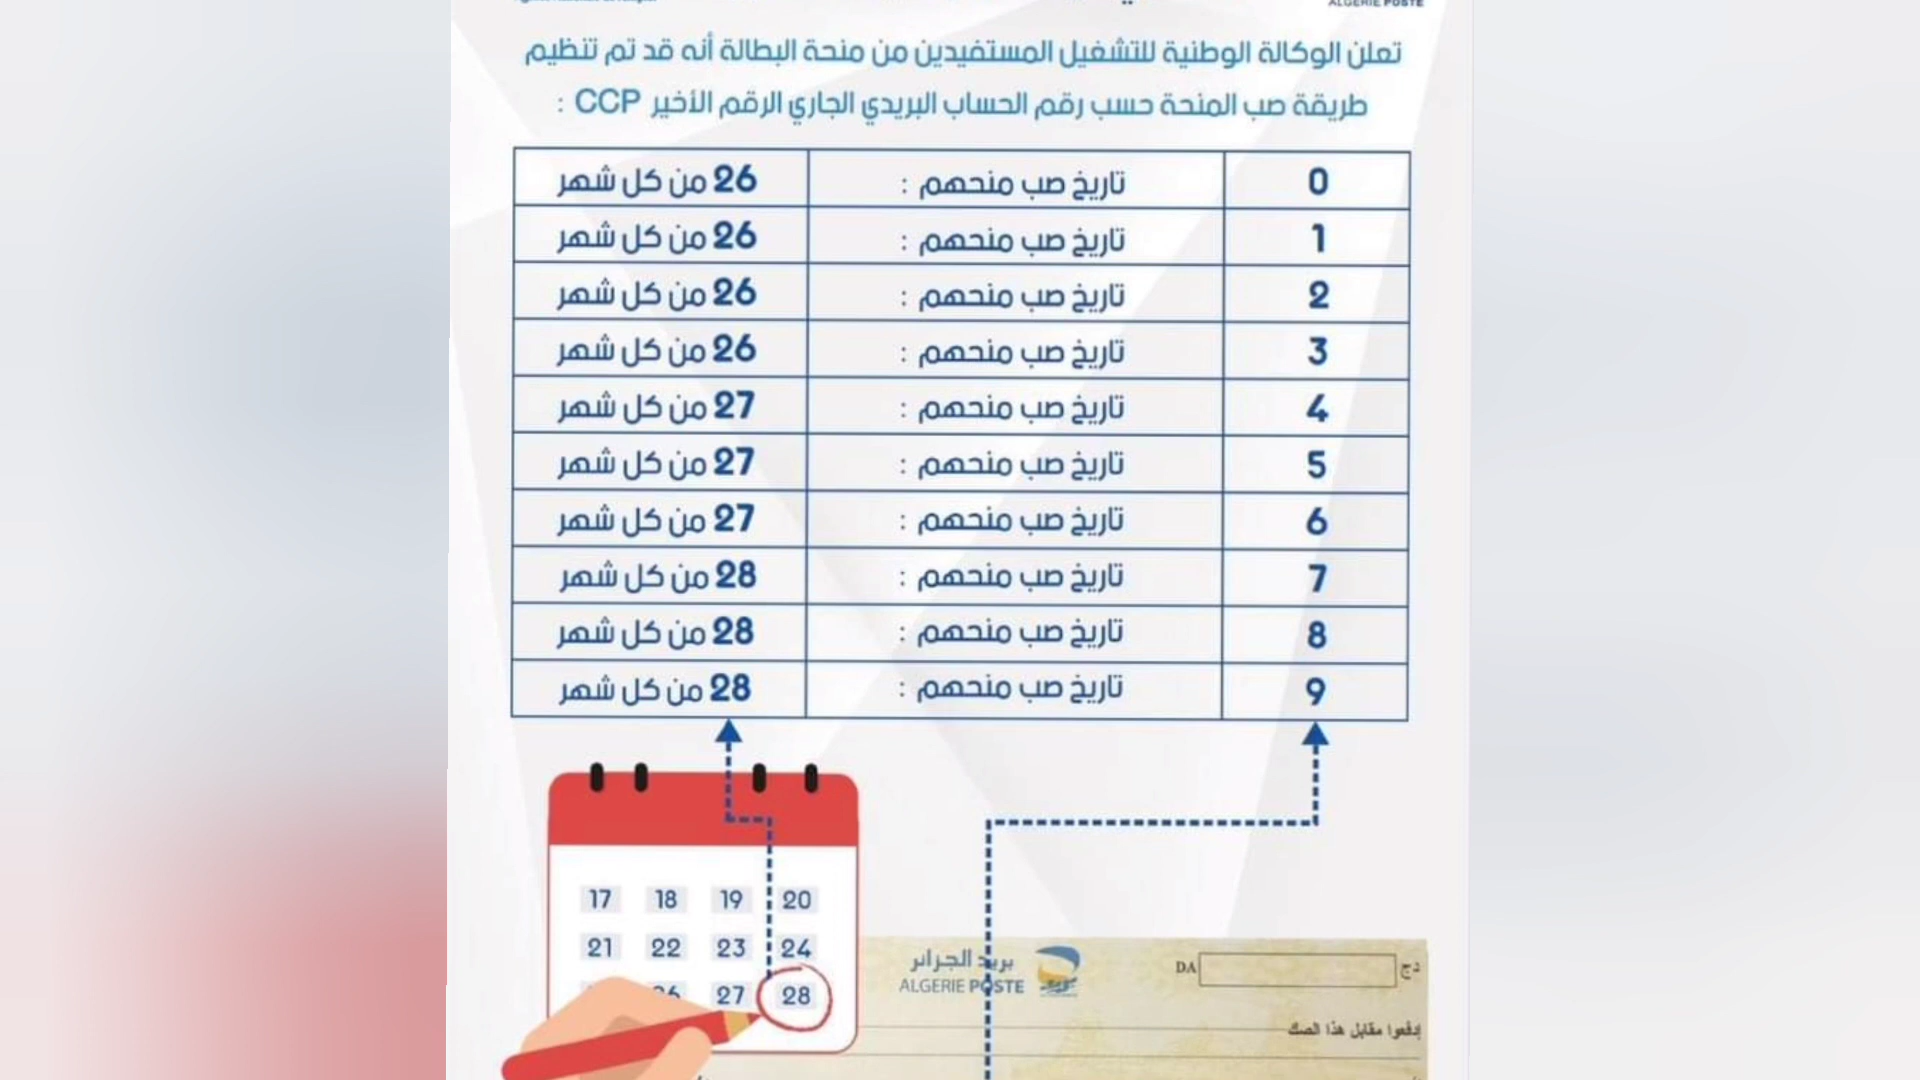 ALGERIE POSTE
تعلن الوكالة الوطنية للتشغيل المستفيدين من منحة البطالة أنه قد تم تنظيم
طريقة صب المنحة حسب رقم الحساب البريدي الجاري الرقم الأخير CCP :
0 تاريخ صب منحهم : 26 من كل شهر
1 تاريخ صب منحهم : 26 من كل شهر
2 تاريخ صب منحهم : 26 من كل شهر
3 تاريخ صب منحهم : 26 من كل شهر
4 تاريخ صب منحهم : 27 من كل شهر
5 تاريخ صب منحهم : 27 من كل شهر
6 تاريخ صب منحهم : 27 من كل شهر
7 تاريخ صب منحهم : 28 من كل شهر
8 تاريخ صب منحهم : 28 من كل شهر
9 تاريخ صب منحهم : 28 من كل شهر
17 18 19 20
21 22 23 24
26 27 28
بريد الجزائر
ALGERIE POSTE
DA دج
إدفعوا مقابل هذا الصك